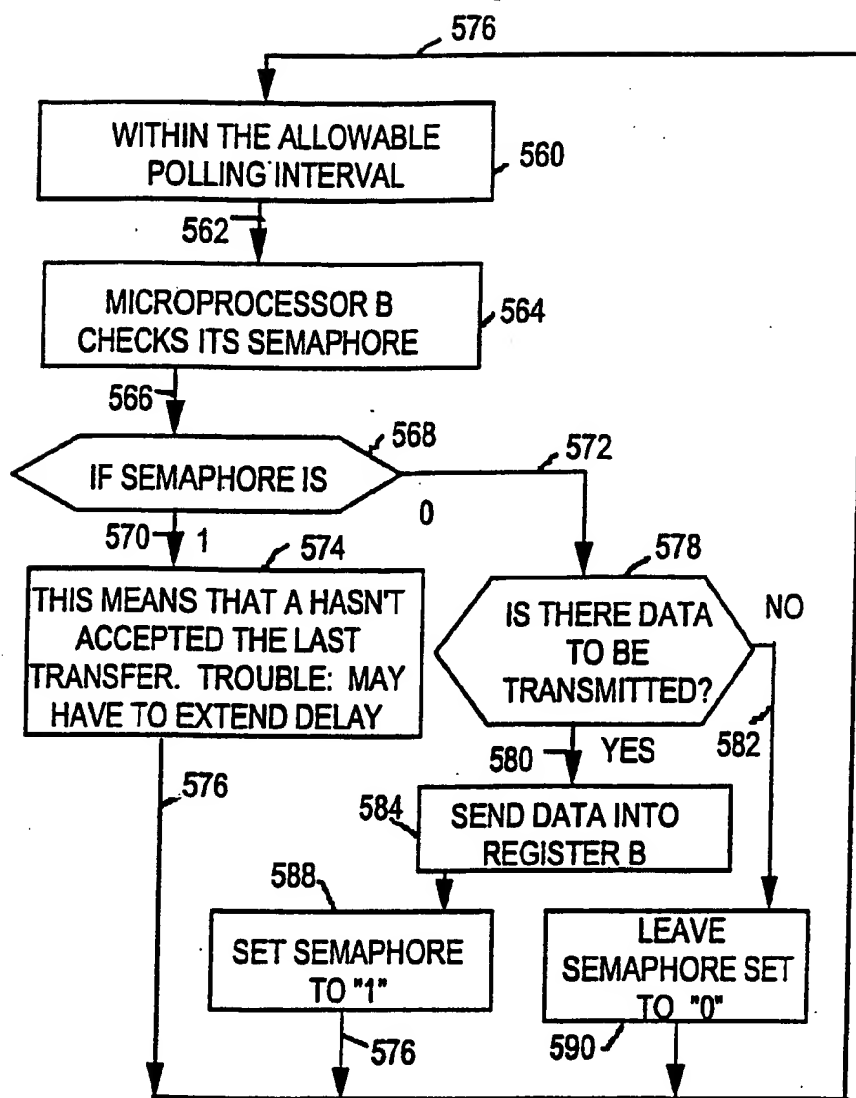 576
WITHIN THE ALLOWABLE
POLLING INTERVAL
560
562
MICROPROCESSOR B
CHECKS ITS SEMAPHORE
564
566
568
IF SEMAPHORE IS
572
0
570
1
574
THIS MEANS THAT A HASN'T
ACCEPTED THE LAST
TRANSFER. TROUBLE: MAY
HAVE TO EXTEND DELAY
578
IS THERE DATA
TO BE
TRANSMITTED?
NO
582
580
YES
576
584
SEND DATA INTO
REGISTER B
588
SET SEMAPHORE
TO "1"
576
LEAVE
SEMAPHORE SET
TO "0"
590